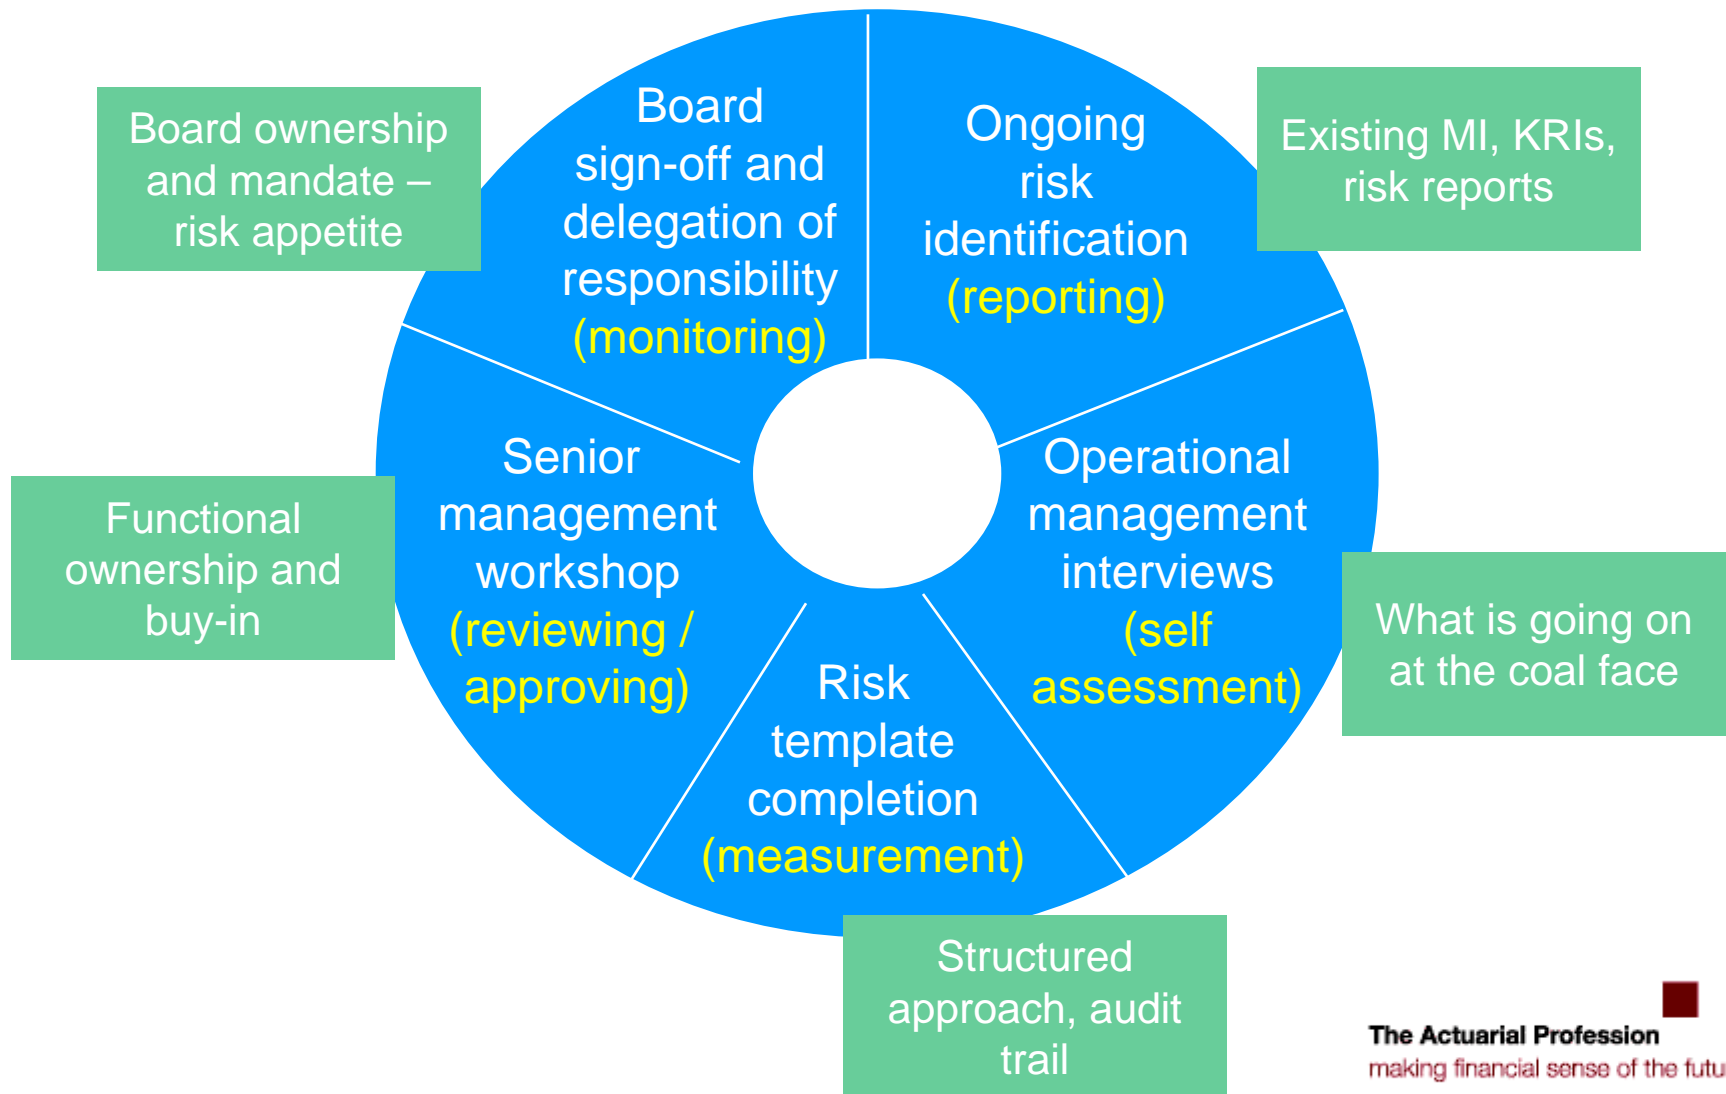 Board ownership
and mandate –
risk appetite
Board
sign-off and
delegation of
responsibility
(monitoring)
Ongoing
risk
identification
(reporting)
Existing MI, KRIs,
risk reports
Functional
ownership and
buy-in
Senior
management
workshop
(reviewing /
approving)
Operational
management
interviews
(self
assessment)
What is going on
at the coal face
Risk
template
completion
(measurement)
Structured
approach, audit
trail
The Actuarial Profession
making financial sense of the futu